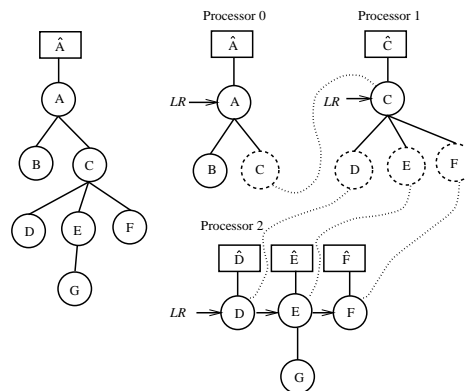 Processor 0
Processor 1
Â
Â
Ĉ
A
LR
A
LR
C
B
C
B
C
D
E
F
D
E
F
G
Processor 2
D̂
Ê
F̂
LR
D
E
F
G